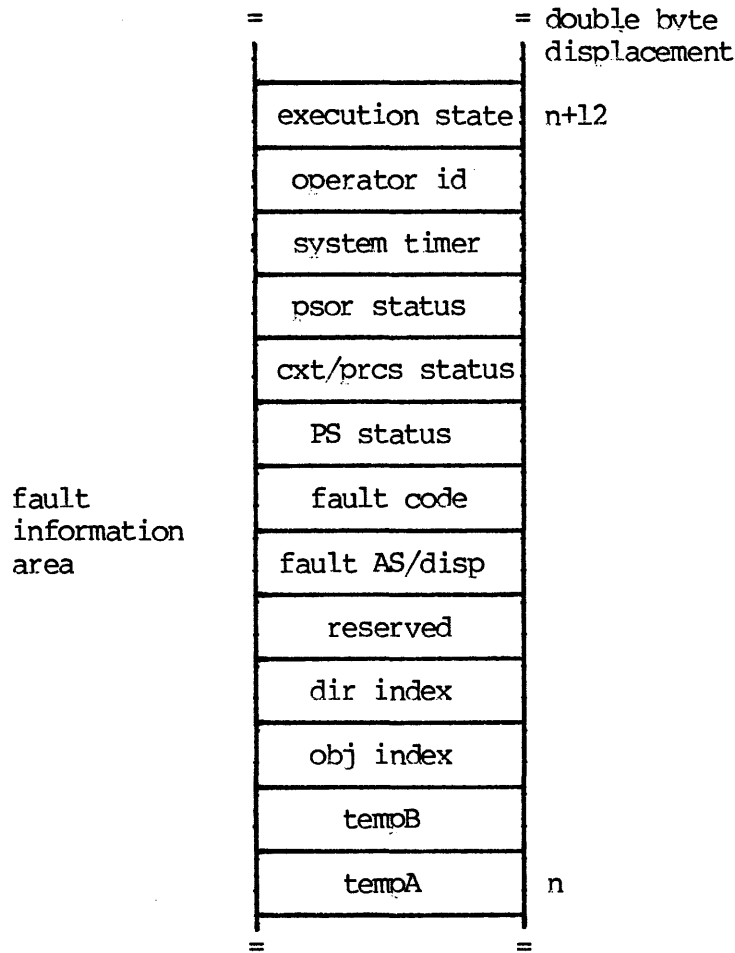 = = double byte
displacement
execution state n+12
operator id
system timer
psor status
cxt/prcs status
PS status
fault code
fault
information
area
fault AS/disp
reserved
dir index
obj index
tempB
tempA n
= =